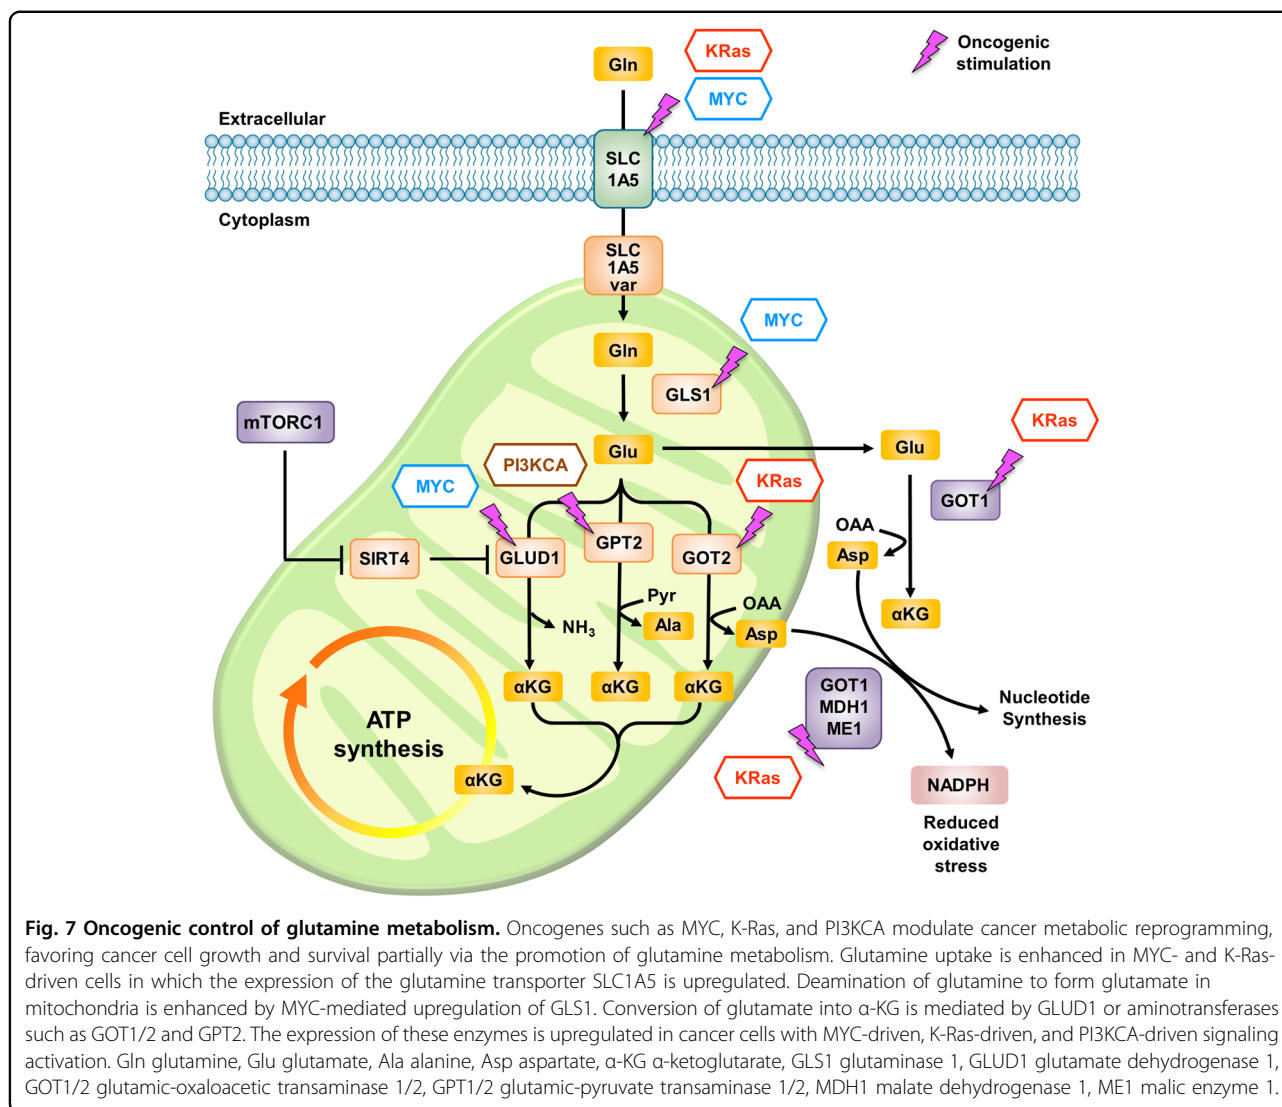 KRas
Oncogenic
stimulation
Gln
MYC
Extracellular
SLC
1A5
Cytoplasm
SLC
1A5
var
MYC
Gln
GLS1
mTORC1
KRas
Glu
Glu
PI3KCA
MYC
KRas
GOT1
OAA
GPT2
GLUD1
GOT2
SIRT4
Asp
Pyr
OAA
αKG
NH3
Ala
Asp
αKG
αKG
αKG
GOT1
MDH1
ME1
Nucleotide
Synthesis
ATP
synthesis
αKG
KRas
NADPH
Reduced
oxidative
stress
Fig. 7 Oncogenic control of glutamine metabolism. Oncogenes such as MYC, K-Ras, and PI3KCA modulate cancer metabolic reprogramming,
favoring cancer cell growth and survival partially via the promotion of glutamine metabolism. Glutamine uptake is enhanced in MYC- and K-Ras-
driven cells in which the expression of the glutamine transporter SLC1A5 is upregulated. Deamination of glutamine to form glutamate in
mitochondria is enhanced by MYC-mediated upregulation of GLS1. Conversion of glutamate into α-KG is mediated by GLUD1 or aminotransferases
such as GOT1/2 and GPT2. The expression of these enzymes is upregulated in cancer cells with MYC-driven, K-Ras-driven, and PI3KCA-driven signaling
activation. Gln glutamine, Glu glutamate, Ala alanine, Asp aspartate, α-KG α-ketoglutarate, GLS1 glutaminase 1, GLUD1 glutamate dehydrogenase 1,
GOT1/2 glutamic-oxaloacetic transaminase 1/2, GPT1/2 glutamic-pyruvate transaminase 1/2, MDH1 malate dehydrogenase 1, ME1 malic enzyme 1.